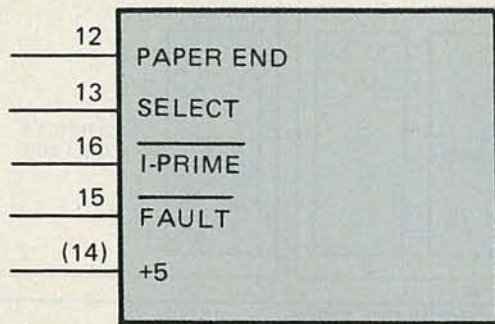 12 PAPER END
13 SELECT
16 I-PRIME
15 FAULT
(14) +5